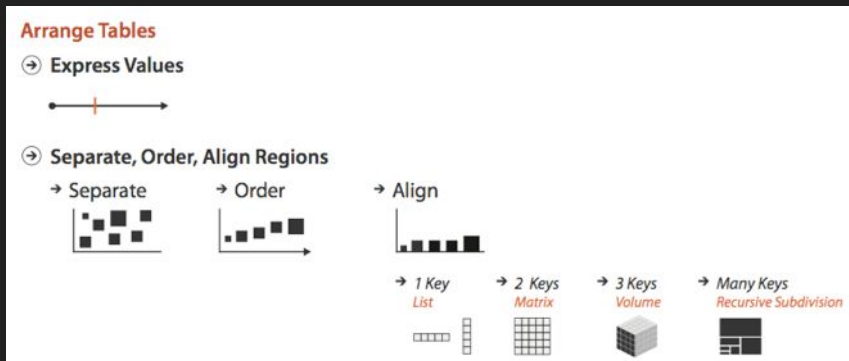 Arrange Tables
Express Values
Separate, Order, Align Regions
Separate
Order
Align
1 Key
List
2 Keys
Matrix
3 Keys
Volume
Many Keys
Recursive Subdivision